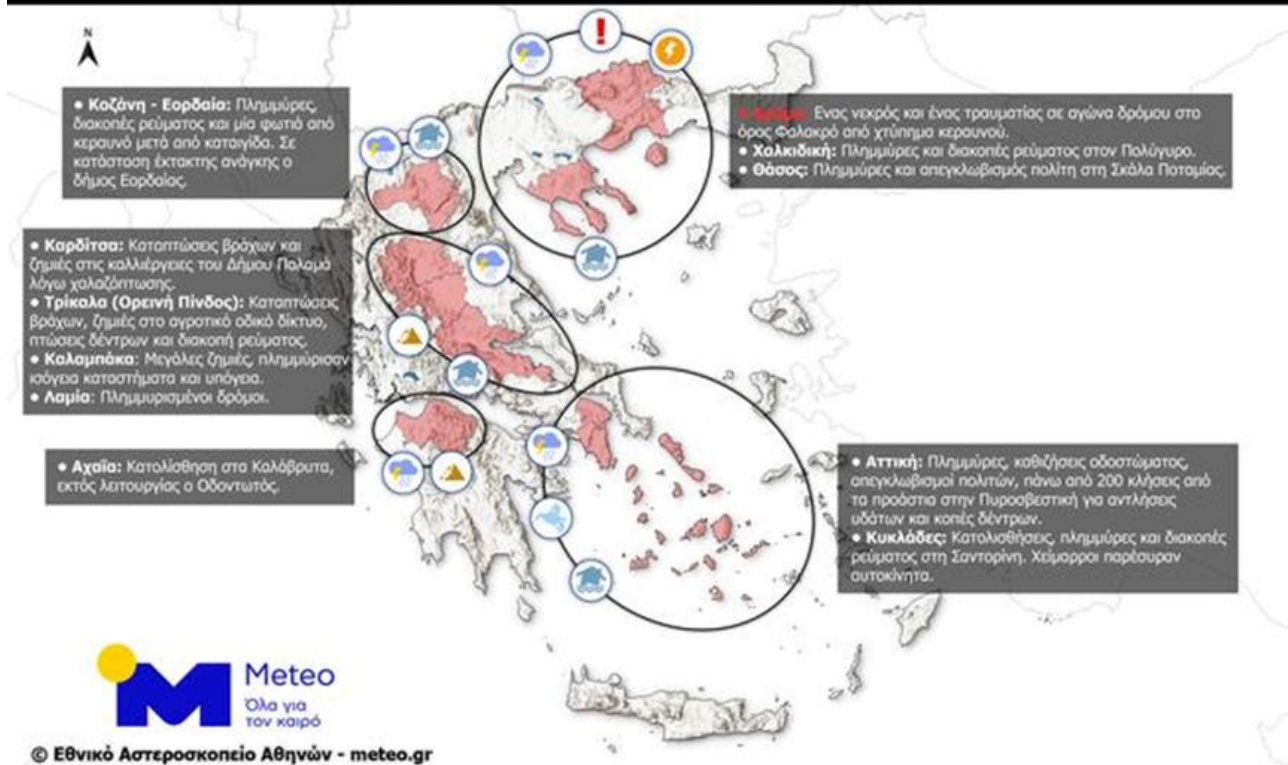 N
● Κοζάνη - Εορδαία: Πλημμύρες,
διακοπές ρεύματος και μία φωτιά από
κεραυνό μετά από καταιγίδα. Σε
κατάσταση έκτακτης ανάγκης ο
δήμος Εορδαίας.
● Δράμα: Ένας νεκρός και ένας τραυματίας σε αγώνα δρόμου στο
όρος Φαλακρό από χτύπημα κεραυνού.
● Χαλκιδική: Πλημμύρες και διακοπές ρεύματος στον Πολύγυρο.
● Θάσος: Πλημμύρες και απεγκλωβισμός πολίτη στη Σκάλα Ποταμίας.
● Καρδίτσα: Καταπτώσεις βράχων και
ζημιές στις καλλιέργειες του Δήμου Παλαμά
λόγω χαλαζόπτωσης.
● Τρίκαλα (Ορεινή Πίνδος): Καταπτώσεις
βράχων, ζημιές στο αγροτικό οδικό δίκτυο,
πτώσεις δέντρων και διακοπή ρεύματος.
● Καλαμπάκα: Μεγάλες ζημιές, πλημμύρισαν
ισόγεια καταστήματα και υπόγεια.
● Λαμία: Πλημμυρισμένοι δρόμοι.
● Αχαΐα: Κατολίσθηση στα Καλάβρυτα,
εκτός λειτουργίας ο Οδοντωτός.
● Αττική: Πλημμύρες, καθιζήσεις οδοστώματος,
απεγκλωβισμοί πολιτών, πάνω από 200 κλήσεις από
τα προάστια στην Πυροσβεστική για αντλήσεις
υδάτων και κοπές δέντρων.
● Κυκλάδες: Κατολισθήσεις, πλημμύρες και διακοπές
ρεύματος στη Σαντορίνη. Χείμαρροι παρέσυραν
αυτοκίνητα.
Meteo
Όλα για
τον καιρό
© Εθνικό Αστεροσκοπείο Αθηνών - meteo.gr